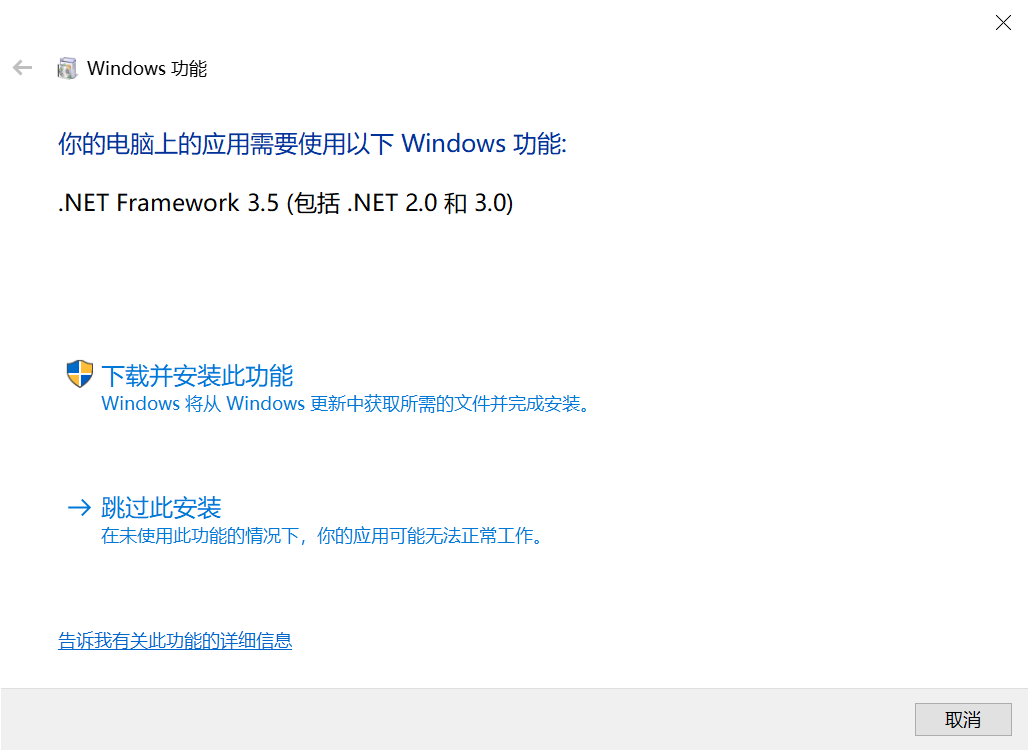 Windows 功能
你的电脑上的应用需要使用以下 Windows 功能:
.NET Framework 3.5 (包括 .NET 2.0 和 3.0)
下载并安装此功能
Windows 将从 Windows 更新中获取所需的文件并完成安装。
跳过此安装
在未使用此功能的情况下，你的应用可能无法正常工作。
告诉我有关此功能的详细信息
取消